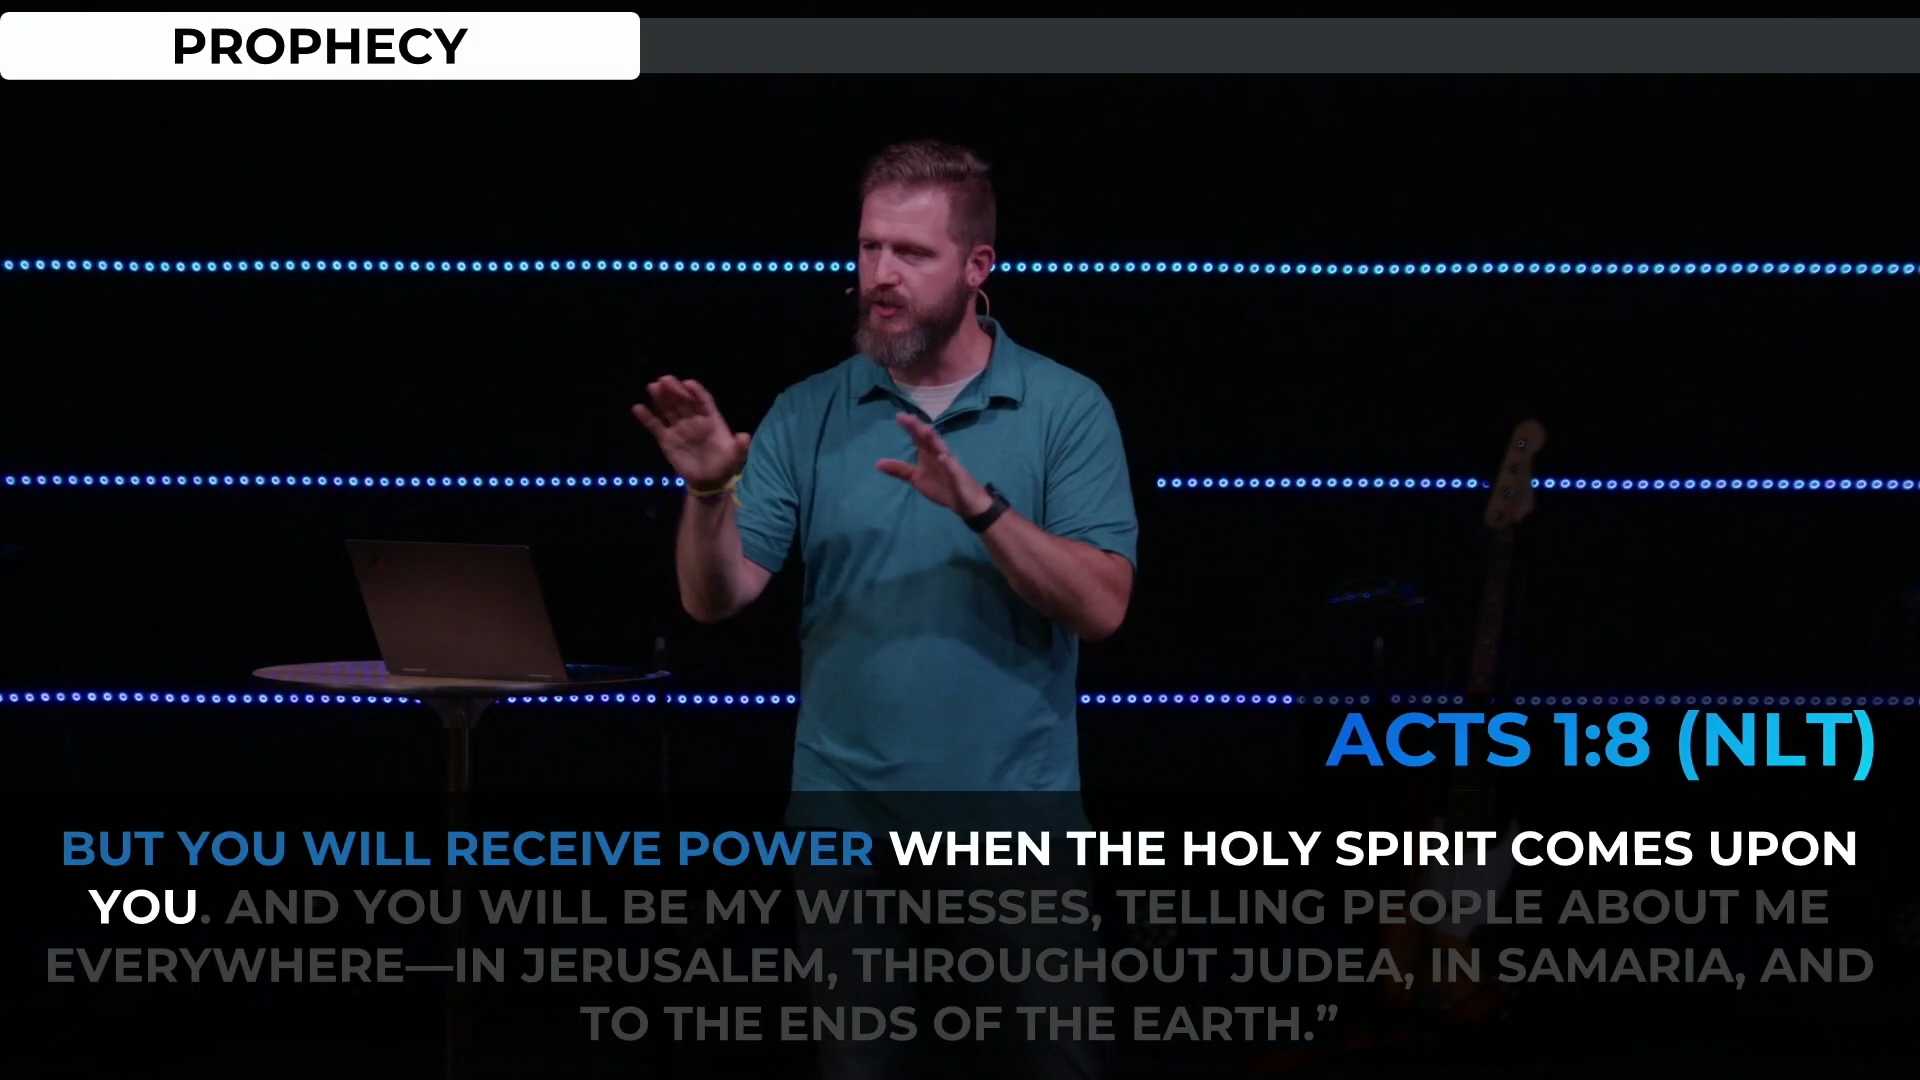 PROPHECY
ACTS 1:8 (NLT)
BUT YOU WILL RECEIVE POWER WHEN THE HOLY SPIRIT COMES UPON
YOU. AND YOU WILL BE MY WITNESSES, TELLING PEOPLE ABOUT ME
EVERYWHERE—IN JERUSALEM, THROUGHOUT JUDEA, IN SAMARIA, AND
TO THE ENDS OF THE EARTH.”